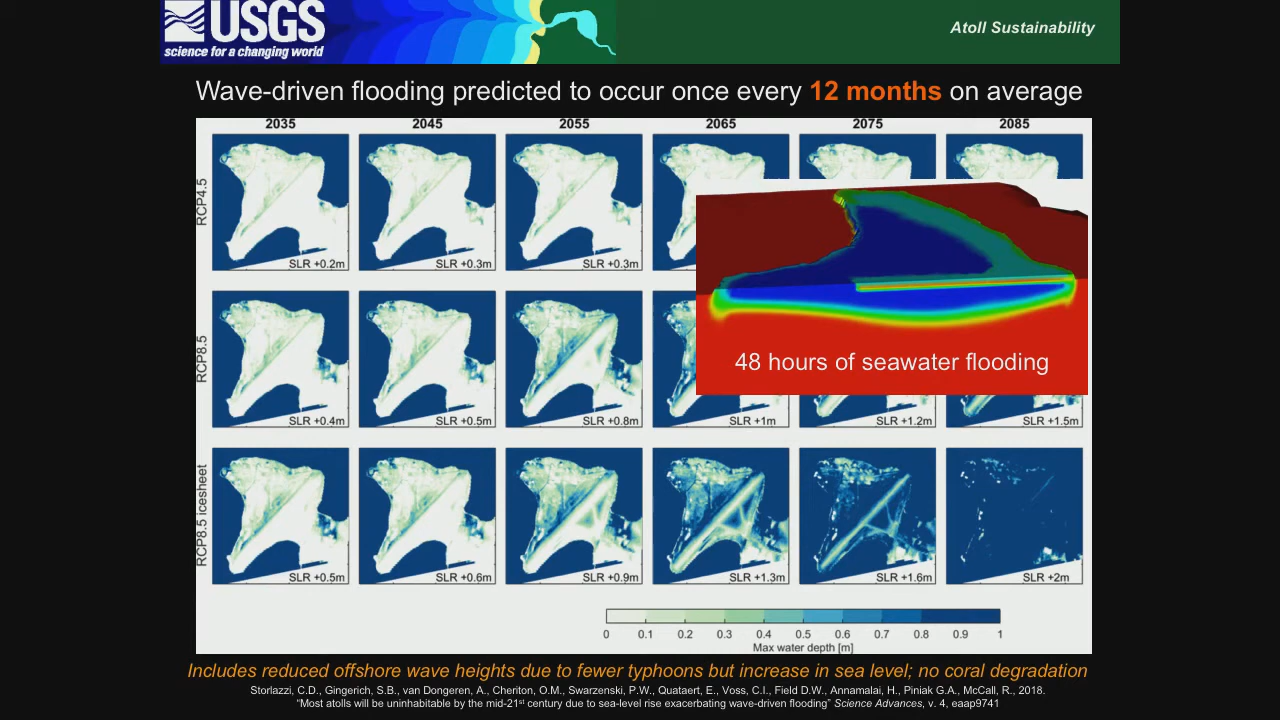 USGS
science for a changing world
Atoll Sustainability
Wave-driven flooding predicted to occur once every 12 months on average
2035 2045 2055 2065 2075 2085
RCP4.5
SLR +0.2m SLR +0.3m SLR +0.3m
48 hours of seawater flooding
RCP8.5
SLR +0.4m SLR +0.5m SLR +0.8m SLR +1m SLR +1.2m SLR +1.5m
RCP8.5 icesheet
SLR +0.5m SLR +0.6m SLR +0.9m SLR +1.3m SLR +1.6m SLR +2m
0 0.1 0.2 0.3 0.4 0.5 0.6 0.7 0.8 0.9 1
Max water depth [m]
Includes reduced offshore wave heights due to fewer typhoons but increase in sea level; no coral degradation
Storlazzi, C.D., Gingerich, S.B., van Dongeren, A., Cheriton, O.M., Swarzenski, P.W., Quataert, E., Voss, C.I., Field D.W., Annamalai, H., Piniak G.A., McCall, R., 2018.
“Most atolls will be uninhabitable by the mid-21st century due to sea-level rise exacerbating wave-driven flooding” Science Advances, v. 4, eaap9741